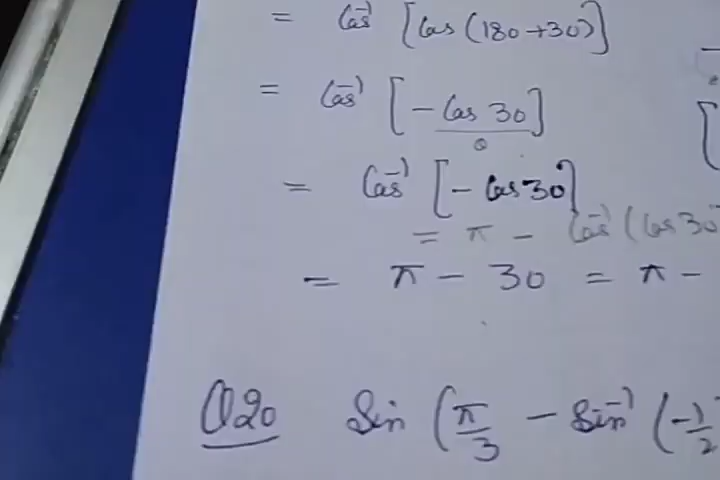 = Cos⁻¹ [Cos (180+30)]
= Cos⁻¹ [- Cos 30]
θ
= Cos⁻¹ [- Cos 30]
= π - Cos⁻¹ (Cos 30
= π - 30 = π -
Q20 Sin (π/3 - Sin⁻¹ (-1/2